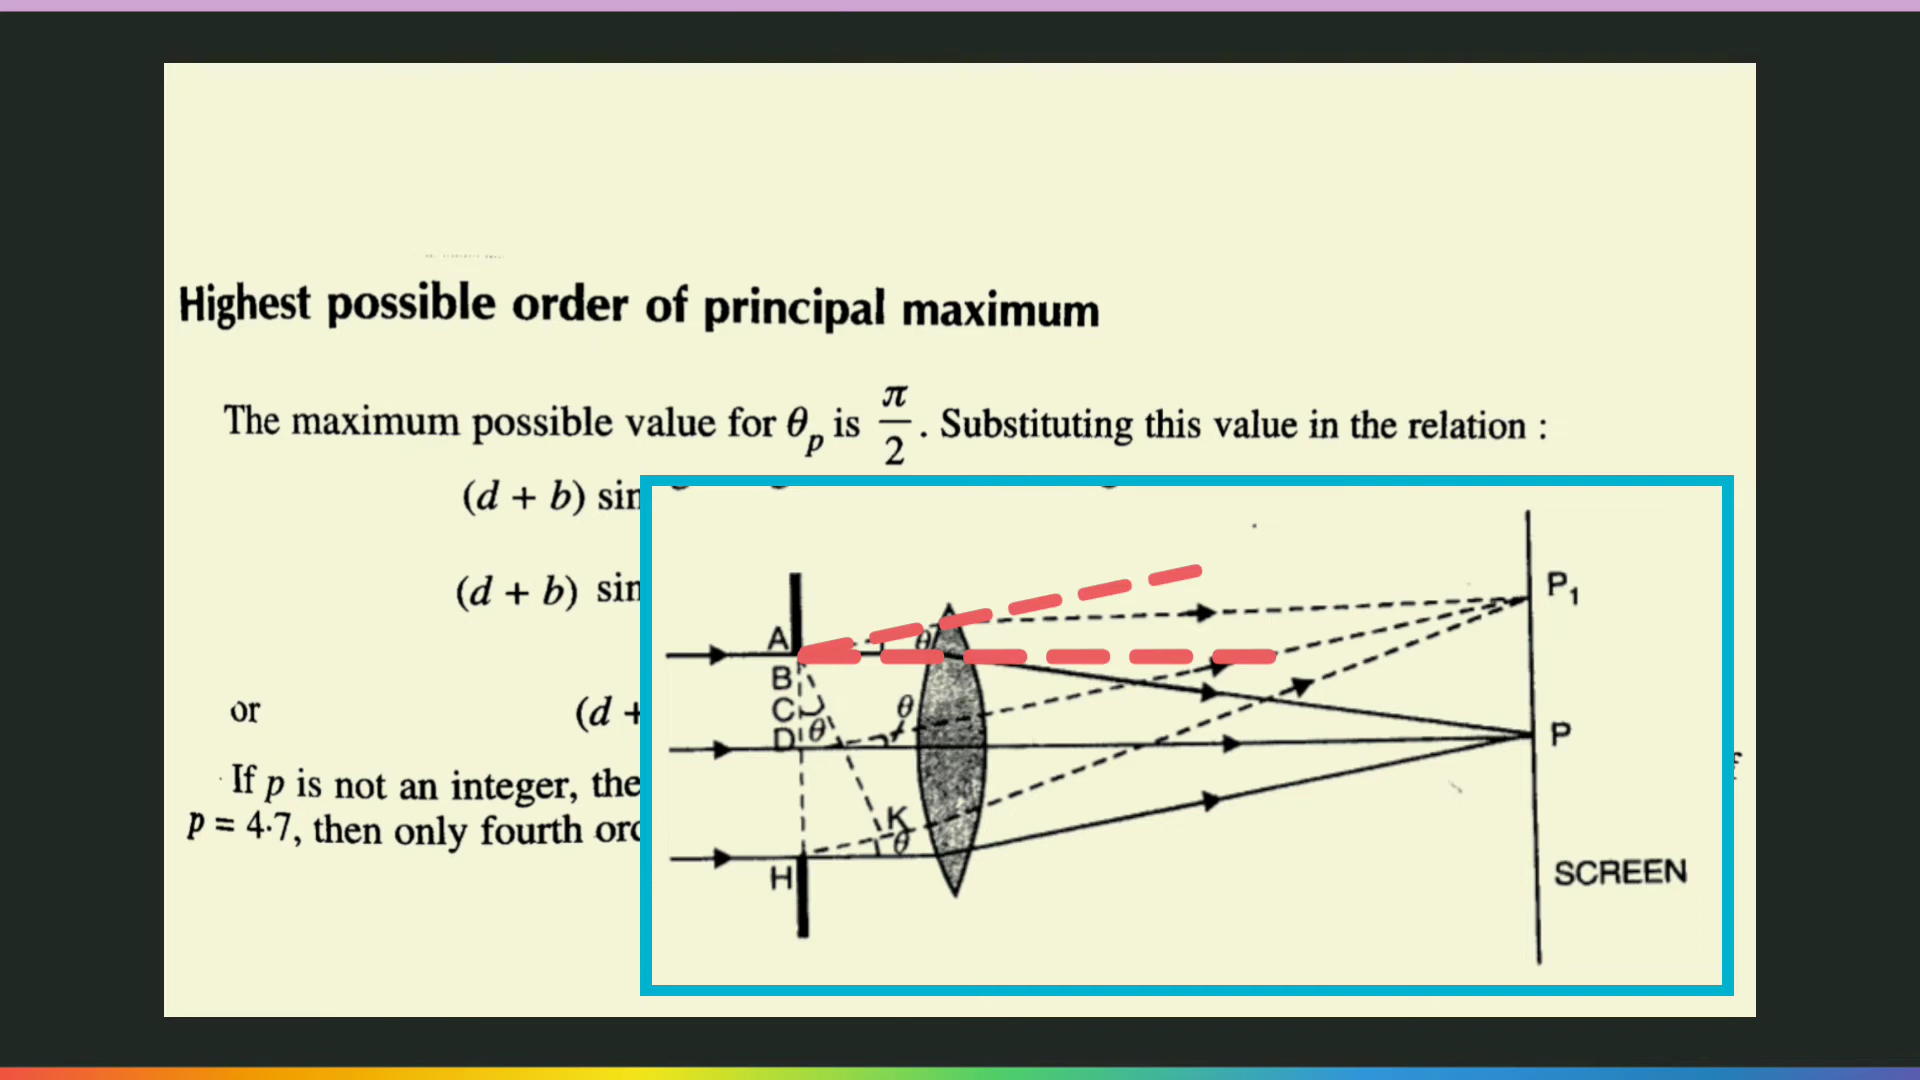 Highest possible order of principal maximum
The maximum possible value for θp is π/2 . Substituting this value in the relation :
(d + b) sin
(d + b) sin
or (d +
If p is not an integer, the
p = 4·7, then only fourth
A
B
C
D
H
K
θ
θ
θ
θ
P1
P
SCREEN